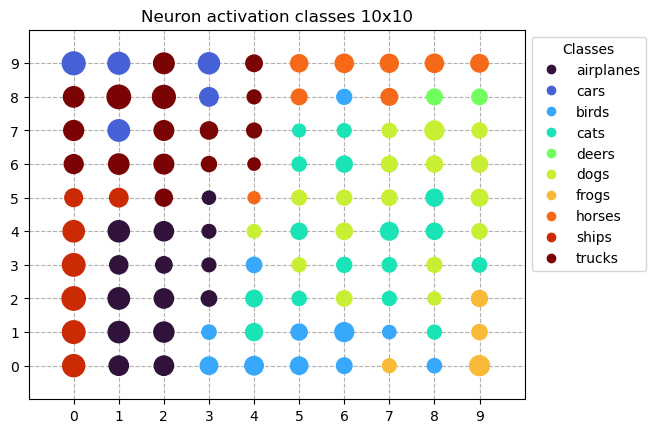 Neuron activation classes 10x10
9
8
7
6
5
4
3
2
1
0
0 1 2 3 4 5 6 7 8 9
Classes
airplanes
cars
birds
cats
deers
dogs
frogs
horses
ships
trucks